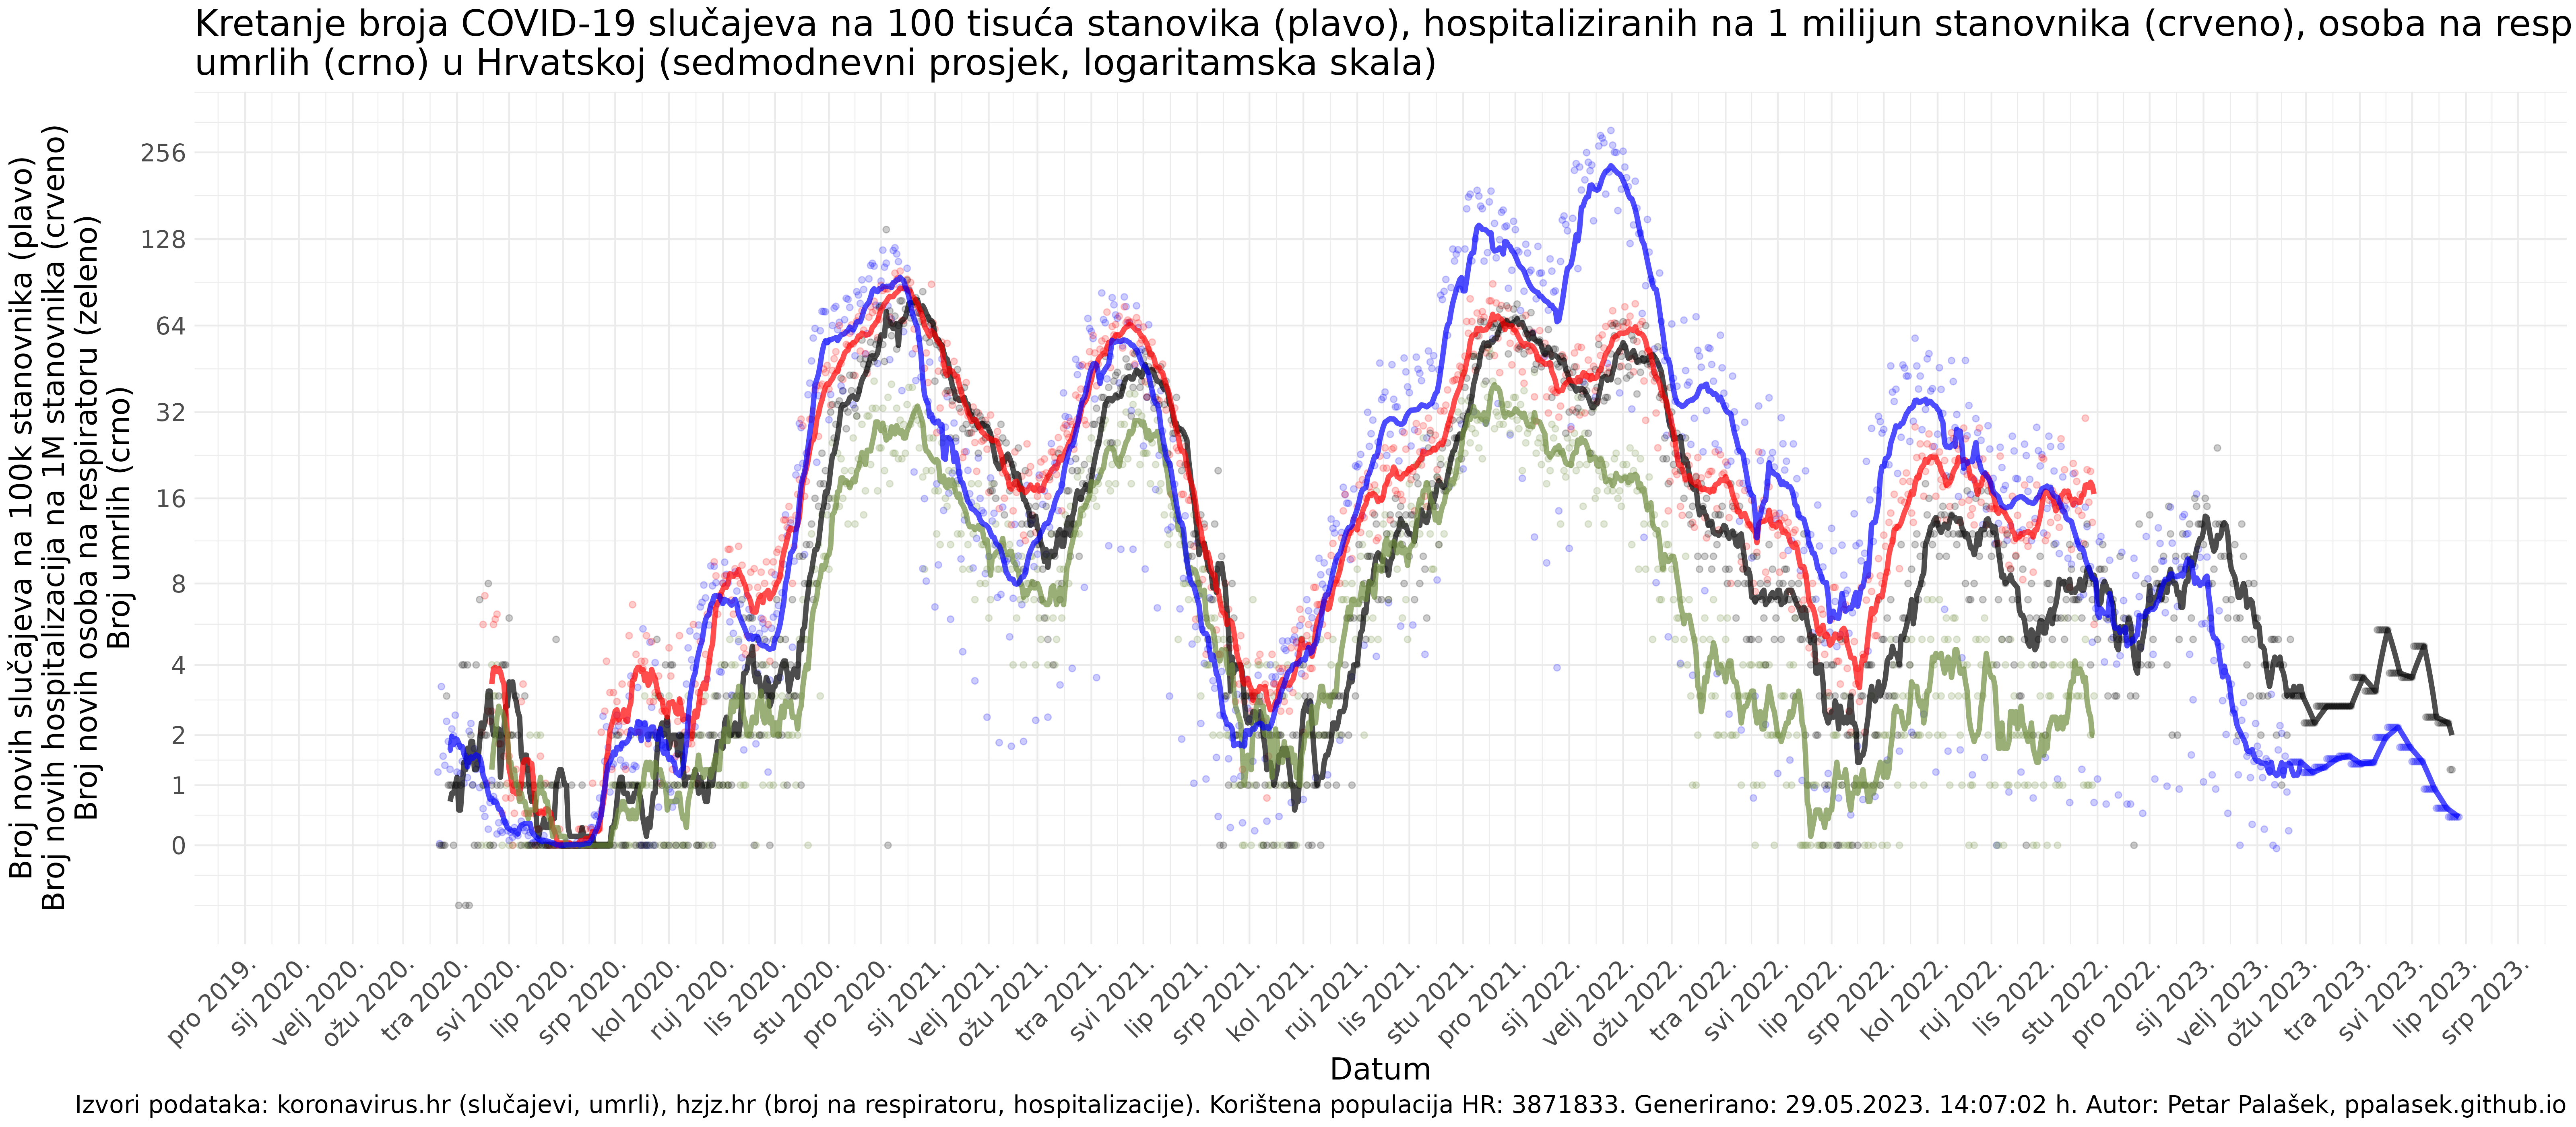 Kretanje broja COVID-19 slučajeva na 100 tisuća stanovika (plavo), hospitaliziranih na 1 milijun stanovnika (crveno), osoba na resp
umrlih (crno) u Hrvatskoj (sedmodnevni prosjek, logaritamska skala)
Broj novih slučajeva na 100k stanovnika (plavo)
Broj novih hospitalizacija na 1M stanovnika (crveno)
Broj novih osoba na respiratoru (zeleno)
Broj umrlih (crno)
256
128
64
32
16
8
4
2
1
0
pro 2019.
sij 2020.
velj 2020.
ožu 2020.
tra 2020.
svi 2020.
lip 2020.
srp 2020.
kol 2020.
ruj 2020.
lis 2020.
stu 2020.
pro 2020.
sij 2021.
velj 2021.
ožu 2021.
tra 2021.
svi 2021.
lip 2021.
srp 2021.
kol 2021.
ruj 2021.
lis 2021.
stu 2021.
pro 2021.
sij 2022.
velj 2022.
ožu 2022.
tra 2022.
svi 2022.
lip 2022.
srp 2022.
kol 2022.
ruj 2022.
lis 2022.
stu 2022.
pro 2022.
sij 2023.
velj 2023.
ožu 2023.
tra 2023.
svi 2023.
lip 2023.
srp 2023.
Datum
Izvori podataka: koronavirus.hr (slučajevi, umrli), hzjz.hr (broj na respiratoru, hospitalizacije). Korištena populacija HR: 3871833. Generirano: 29.05.2023. 14:07:02 h. Autor: Petar Palašek, ppalasek.github.io